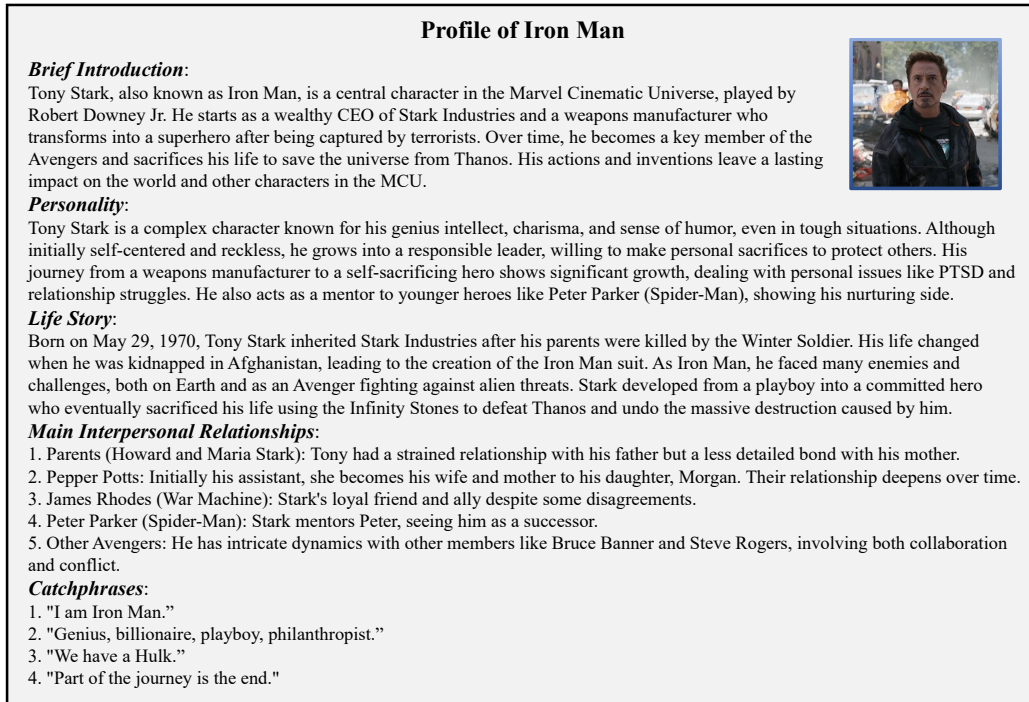 Profile of Iron Man
Brief Introduction:
Tony Stark, also known as Iron Man, is a central character in the Marvel Cinematic Universe, played by
Robert Downey Jr. He starts as a wealthy CEO of Stark Industries and a weapons manufacturer who
transforms into a superhero after being captured by terrorists. Over time, he becomes a key member of the
Avengers and sacrifices his life to save the universe from Thanos. His actions and inventions leave a lasting
impact on the world and other characters in the MCU.
Personality:
Tony Stark is a complex character known for his genius intellect, charisma, and sense of humor, even in tough situations. Although
initially self-centered and reckless, he grows into a responsible leader, willing to make personal sacrifices to protect others. His
journey from a weapons manufacturer to a self-sacrificing hero shows significant growth, dealing with personal issues like PTSD and
relationship struggles. He also acts as a mentor to younger heroes like Peter Parker (Spider-Man), showing his nurturing side.
Life Story:
Born on May 29, 1970, Tony Stark inherited Stark Industries after his parents were killed by the Winter Soldier. His life changed
when he was kidnapped in Afghanistan, leading to the creation of the Iron Man suit. As Iron Man, he faced many enemies and
challenges, both on Earth and as an Avenger fighting against alien threats. Stark developed from a playboy into a committed hero
who eventually sacrificed his life using the Infinity Stones to defeat Thanos and undo the massive destruction caused by him.
Main Interpersonal Relationships:
1. Parents (Howard and Maria Stark): Tony had a strained relationship with his father but a less detailed bond with his mother.
2. Pepper Potts: Initially his assistant, she becomes his wife and mother to his daughter, Morgan. Their relationship deepens over time.
3. James Rhodes (War Machine): Stark's loyal friend and ally despite some disagreements.
4. Peter Parker (Spider-Man): Stark mentors Peter, seeing him as a successor.
5. Other Avengers: He has intricate dynamics with other members like Bruce Banner and Steve Rogers, involving both collaboration
and conflict.
Catchphrases:
1. "I am Iron Man.”
2. "Genius, billionaire, playboy, philanthropist.”
3. "We have a Hulk.”
4. "Part of the journey is the end."